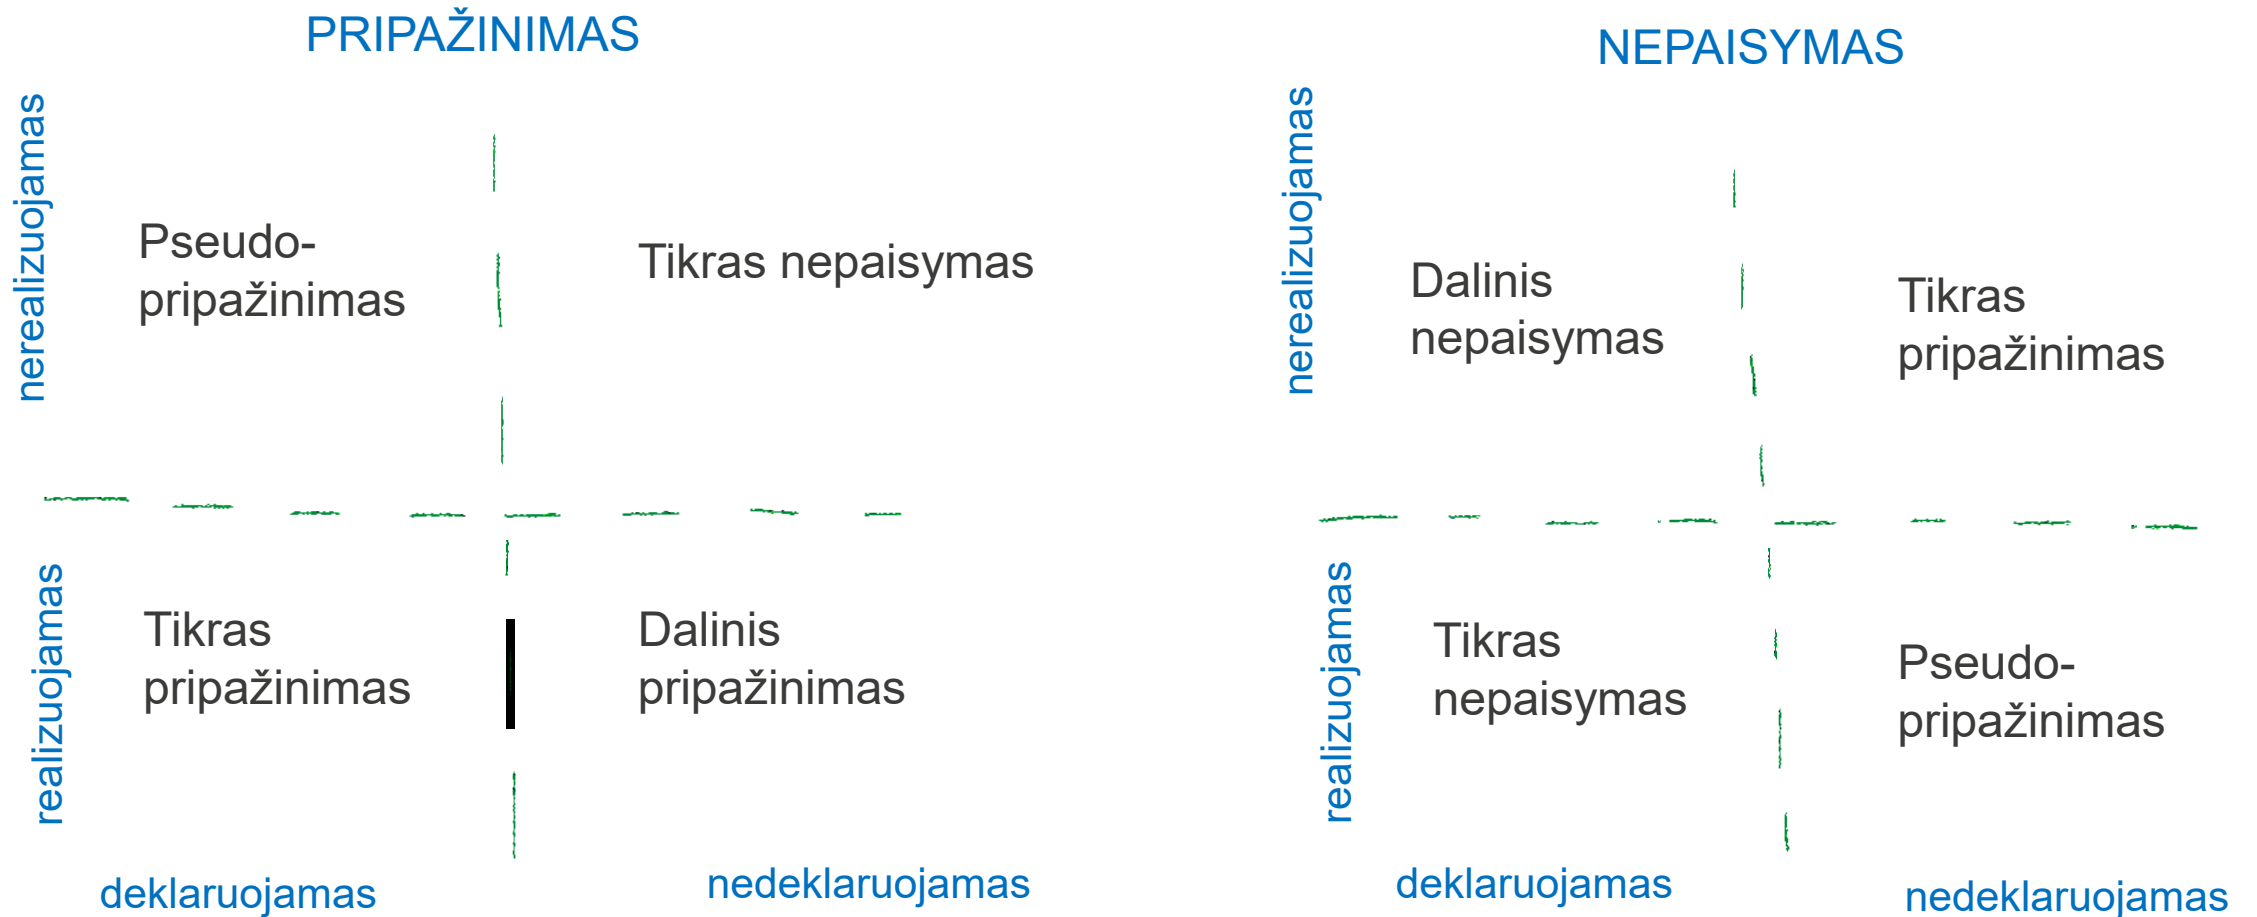 PRIPAŽINIMAS
nerealizuojamas
Pseudo-
pripažinimas
Tikras nepaisymas
realizuojamas
Tikras
pripažinimas
Dalinis
pripažinimas
deklaruojamas
nedeklaruojamas
NEPAISYMAS
nerealizuojamas
Dalinis
nepaisymas
Tikras
pripažinimas
realizuojamas
Tikras
nepaisymas
Pseudo-
pripažinimas
deklaruojamas
nedeklaruojamas